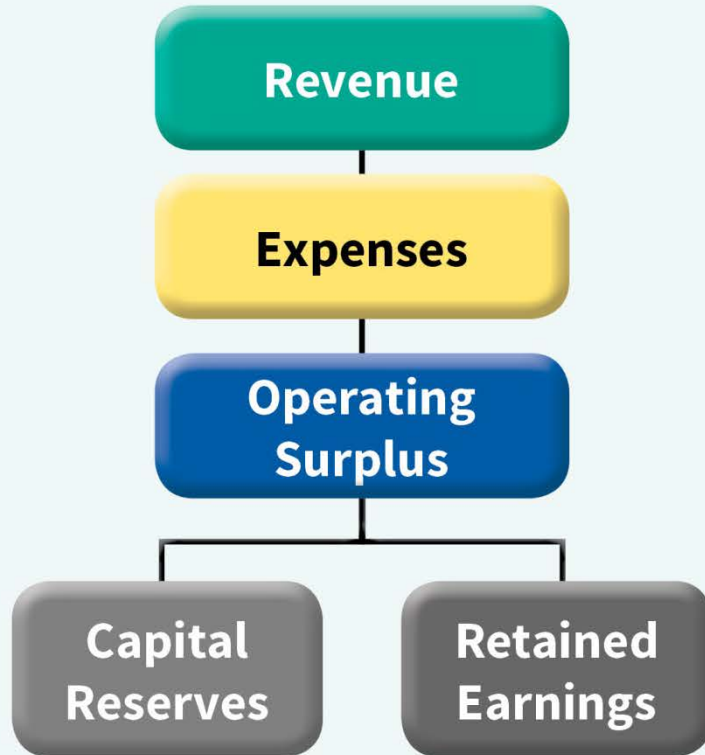 Revenue
Expenses
Operating
Surplus
Capital
Reserves
Retained
Earnings